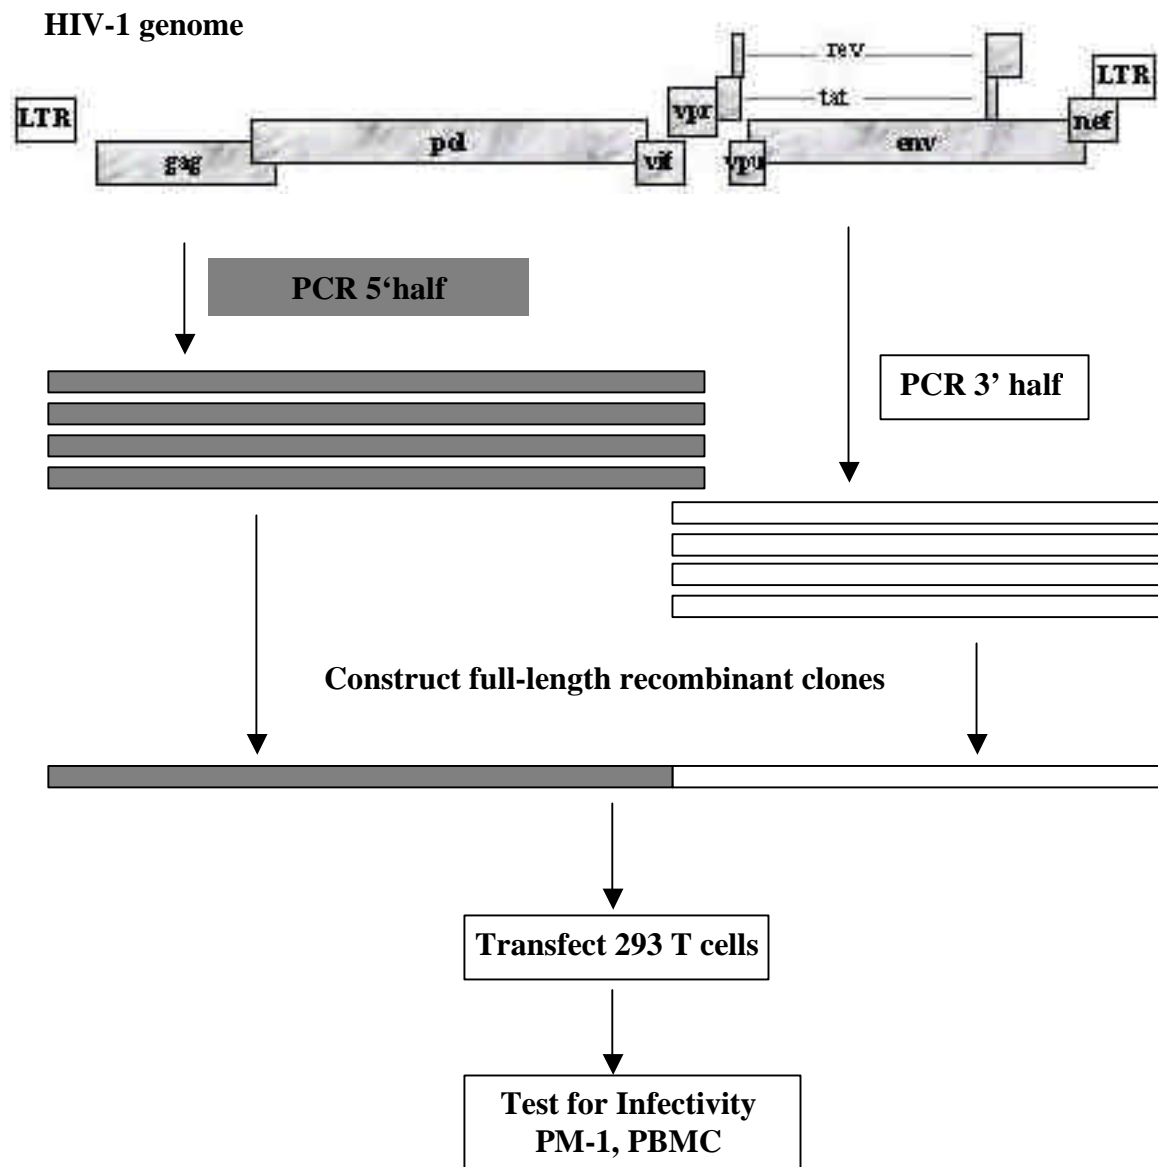 HIV-1 genome
rev
LTR
LTR
vpr
tat
nef
pol
env
gag
vif
vpu
PCR 5‘half
PCR 3’ half
Construct full-length recombinant clones
Transfect 293 T cells
Test for Infectivity
PM-1, PBMC